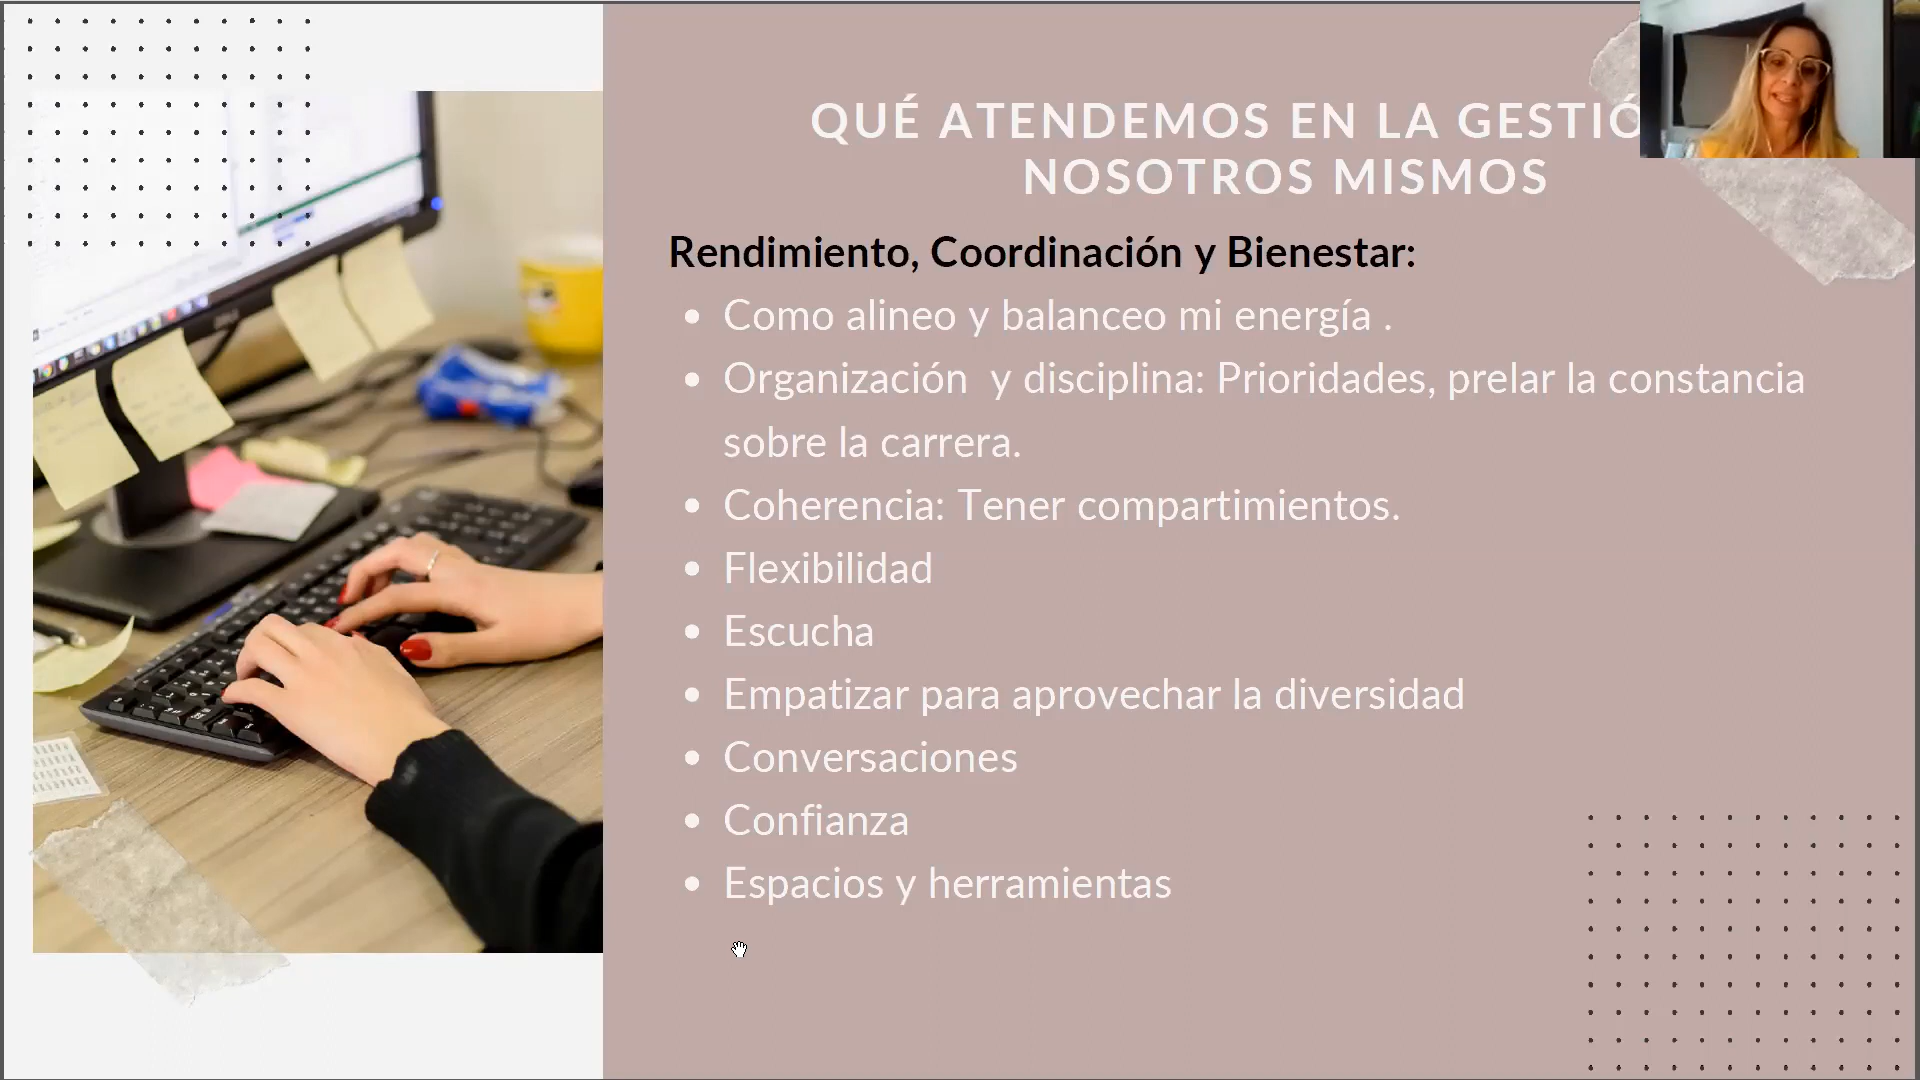 QUÉ ATENDEMOS EN LA
NOSOTROS MISMOS
Rendimiento, Coordinación y Bienestar:
• Como alineo y balanceo mi energía .
• Organización y disciplina: Prioridades, prelar la constancia
sobre la carrera.
• Coherencia: Tener compartimientos.
• Flexibilidad
• Escucha
• Empatizar para aprovechar la diversidad
• Conversaciones
• Confianza
• Espacios y herramientas